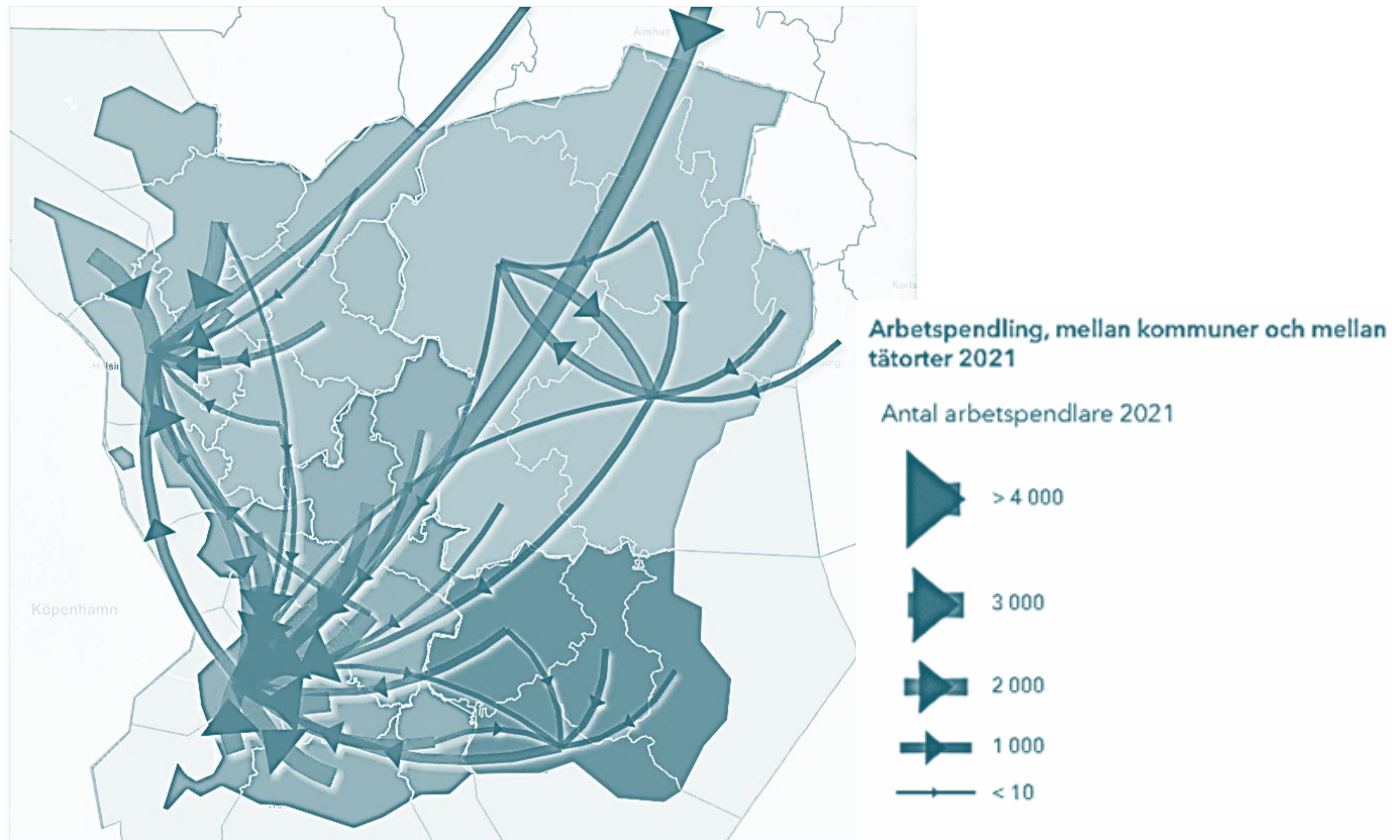 Älmhult
Karls
Arbetspendling, mellan kommuner och mellan
tätorter 2021
Antal arbetspendlare 2021
> 4 000
3 000
2 000
1 000
< 10
Köpenhamn